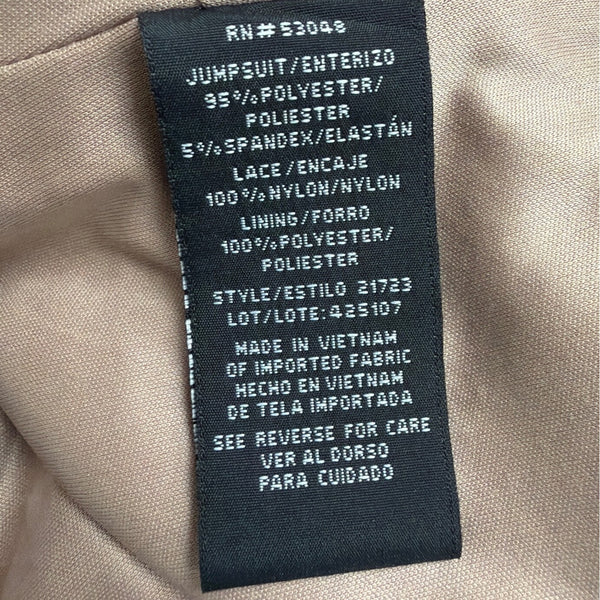 RN#53048
JUMPSUIT/ENTERIZO
95%POLYESTER/
POLIESTER
5%SPANDEX/ELASTÁN
LACE/ENCAJE
100%NYLON/NYLON
LINING/FORRO
100%POLYESTER/
POLIESTER
STYLE/ESTILO 21723
LOT/LOTE:425107
MADE IN VIETNAM
OF IMPORTED FABRIC
HECHO EN VIETNAM
DE TELA IMPORTADA
SEE REVERSE FOR CARE
VER AL DORSO
PARA CUIDADO